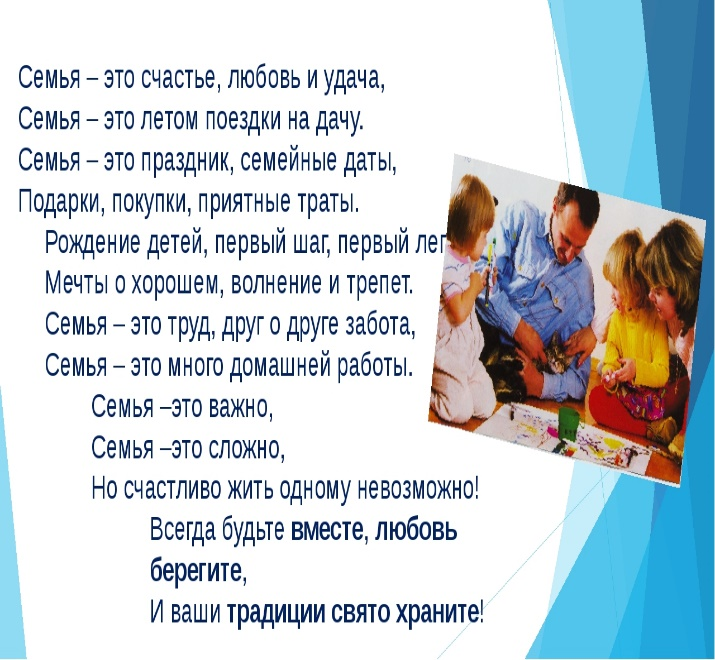 Семья – это счастье, любовь и удача,
Семья – это летом поездки на дачу.
Семья – это праздник, семейные даты,
Подарки, покупки, приятные траты.
Рождение детей, первый шаг, первый
Мечты о хорошем, волнение и трепет.
Семья – это труд, друг о друге забота,
Семья – это много домашней работы.
Семья –это важно,
Семья –это сложно,
Но счастливо жить одному невозможно!
Всегда будьте вместе, любовь
берегите,
И ваши традиции свято храните!